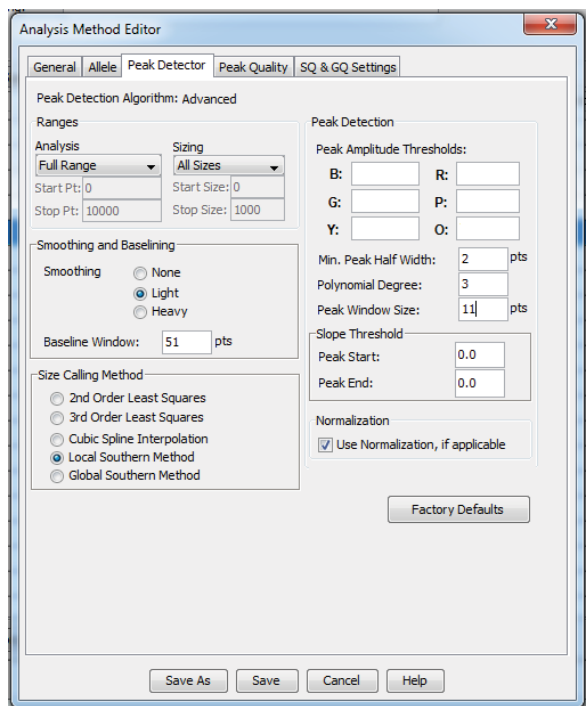 Analysis Method Editor
General Allele Peak Detector Peak Quality SQ & GQ Settings
Peak Detection Algorithm: Advanced
Ranges
Analysis Sizing
Full Range All Sizes
Start Pt: 0 Start Size: 0
Stop Pt: 10000 Stop Size: 1000
Smoothing and Baselining
Smoothing None
Light
Heavy
Baseline Window: 51 pts
Size Calling Method
2nd Order Least Squares
3rd Order Least Squares
Cubic Spline Interpolation
Local Southern Method
Global Southern Method
Peak Detection
Peak Amplitude Thresholds:
B: R:
G: P:
Y: O:
Min. Peak Half Width: 2 pts
Polynomial Degree: 3
Peak Window Size: 11 pts
Slope Threshold
Peak Start: 0.0
Peak End: 0.0
Normalization
Use Normalization, if applicable
Factory Defaults
Save As Save Cancel Help